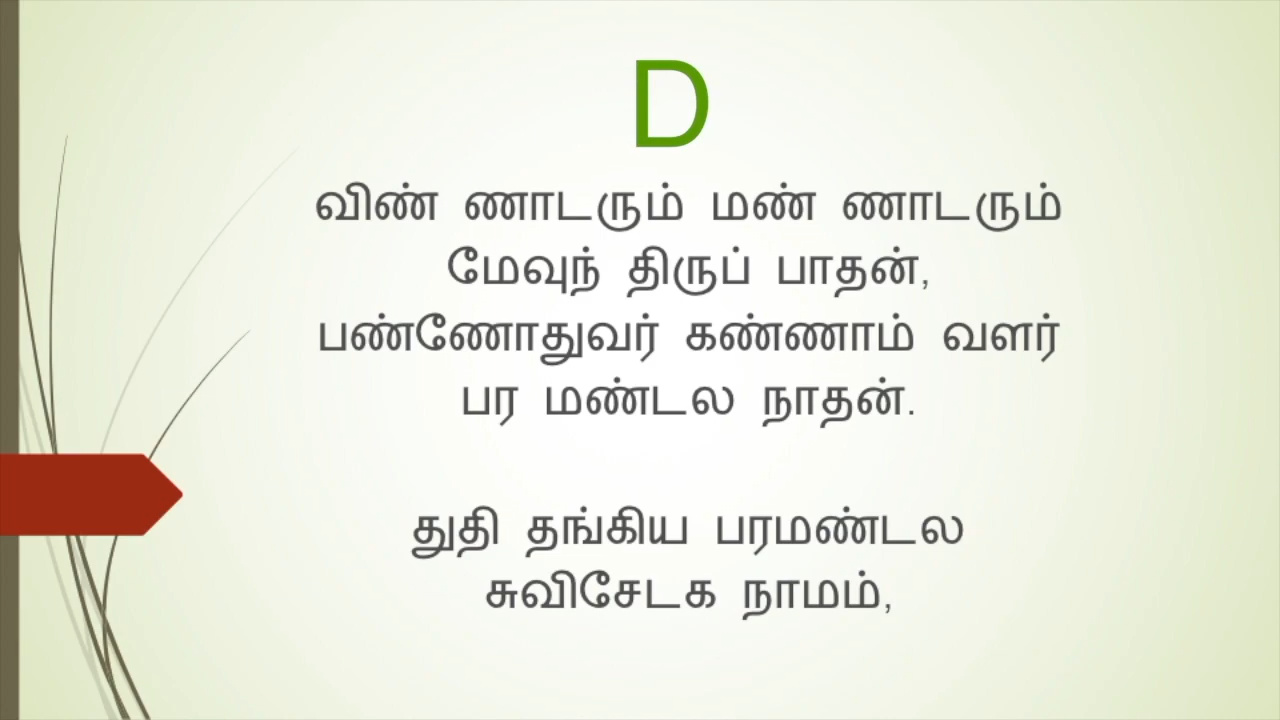 D
விண் ணாடரும் மண் ணாடரும்
மேவுந் திருப் பாதன்,
பண்ணோதுவர் கண்ணாம் வளர்
பர மண்டல நாதன்.
துதி தங்கிய பரமண்டல
சுவிசேடக நாமம்,